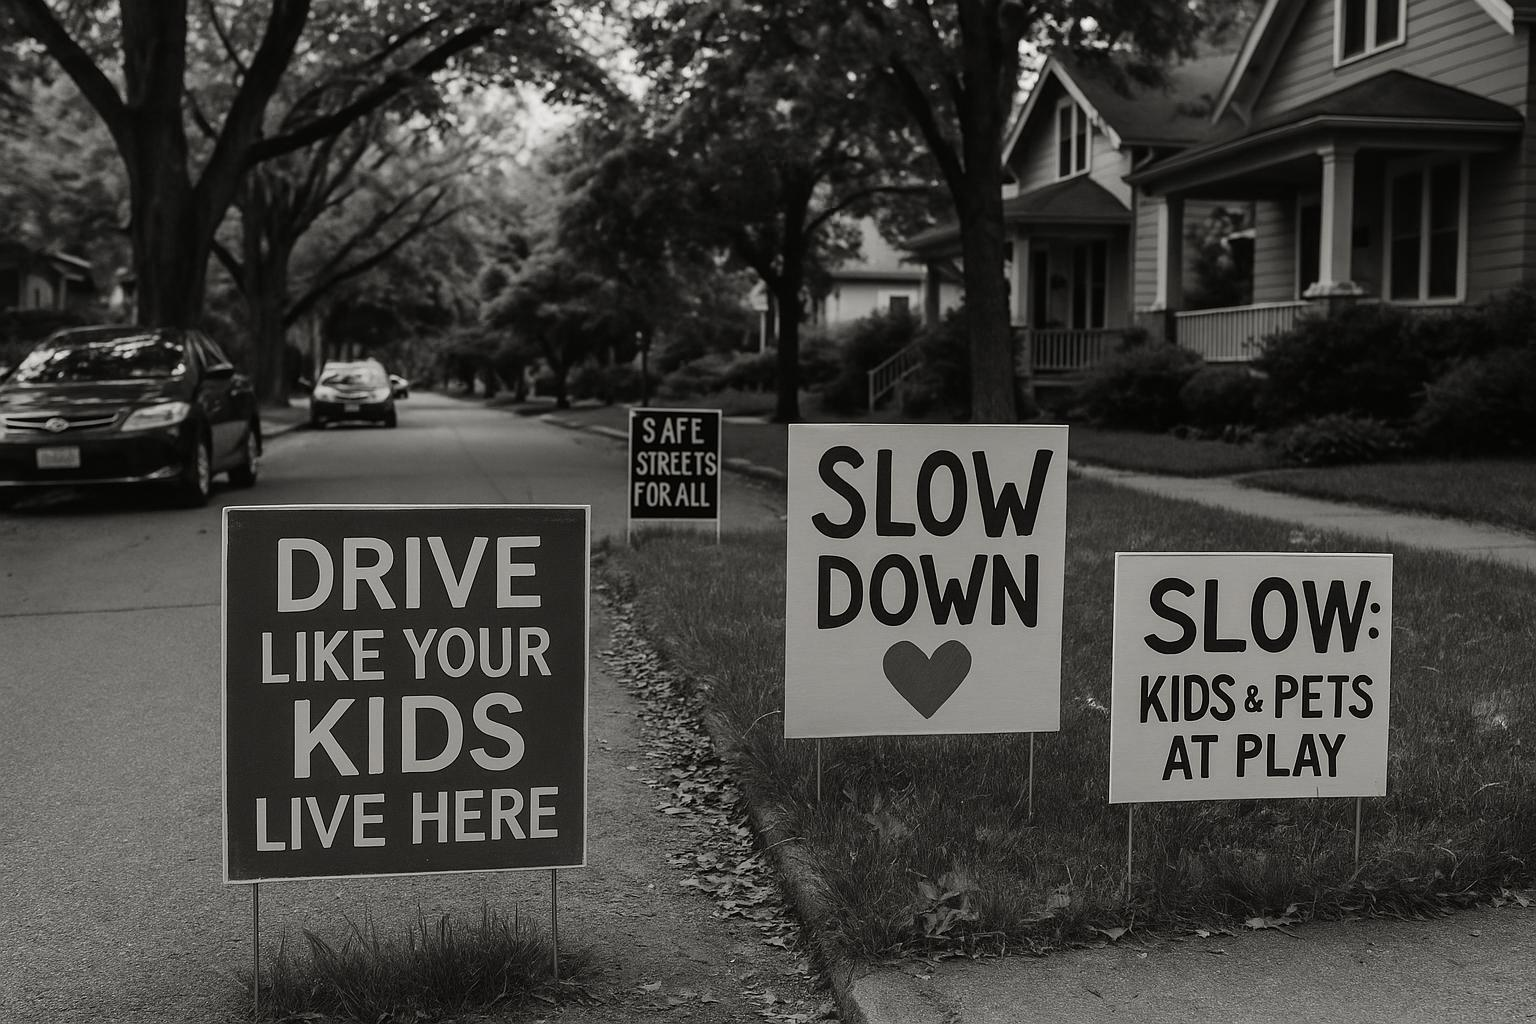 DRIVE
LIKE YOUR
KIDS
LIVE HERE
SAFE
STREETS
FOR ALL
SLOW
DOWN
SLOW:
KIDS & PETS
AT PLAY